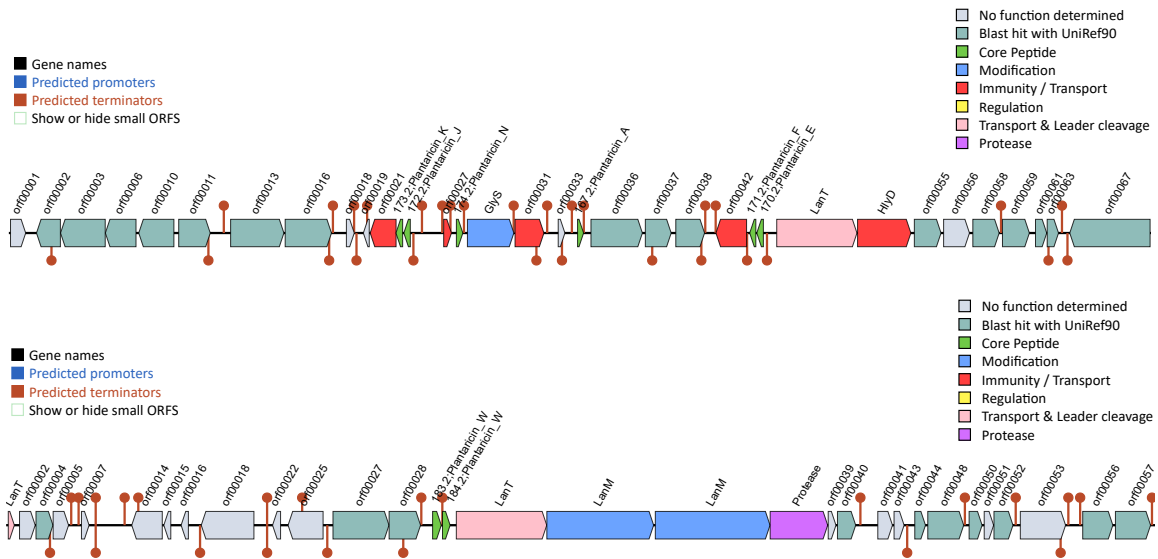 No function determined
Blast hit with UniRef90
Core Peptide
Modification
Immunity / Transport
Regulation
Transport & Leader cleavage
Protease
Gene names
Predicted promoters
Predicted terminators
Show or hide small ORFS
orf00001
orf00002
orf00003
orf00006
orf00010
orf00011
orf00013
orf00016
orf00018
orf00019
orf00021
173.2;Plantaricin_K
172.2;Plantaricin_J
orf00027
174.2;Plantaricin_N
GlyS
orf00031
orf00033
167.2;Plantaricin_A
orf00036
orf00037
orf00038
orf00042
171.2;Plantaricin_F
170.2;Plantaricin_E
LanT
HlyD
orf00055
orf00056
orf00058
orf00059
orf00061
orf00063
orf00067
No function determined
Blast hit with UniRef90
Core Peptide
Modification
Immunity / Transport
Regulation
Transport & Leader cleavage
Protease
Gene names
Predicted promoters
Predicted terminators
Show or hide small ORFS
LanT
orf00002
orf00004
orf00005
orf00007
orf00014
orf00015
orf00016
orf00018
orf00022
orf00025
orf00027
orf00028
183.2;Plantaricin_W
184.2;Plantaricin_W
LanT
LanM
LanM
Protease
orf00039
orf00040
orf00041
orf00043
orf00044
orf00048
orf00050
orf00051
orf00052
orf00053
orf00056
orf00057